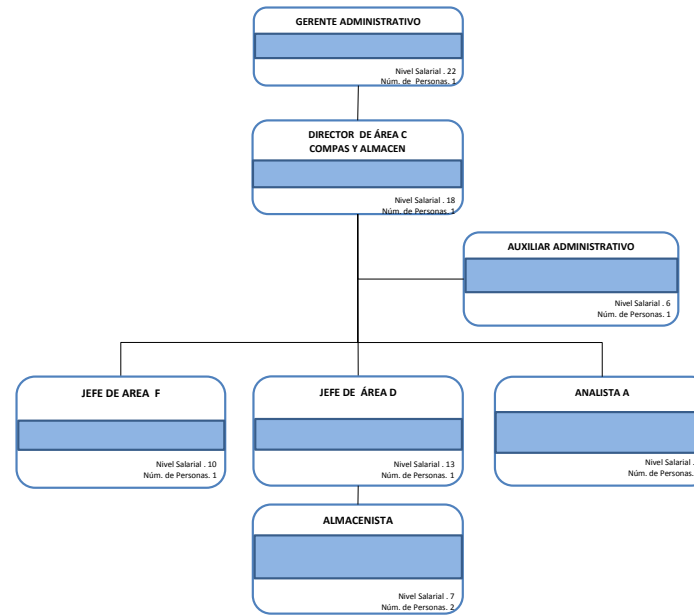 GERENTE ADMINISTRATIVO
Nivel Salarial . 22
Núm. de Personas. 1
DIRECTOR DE ÁREA C
COMPAS Y ALMACEN
Nivel Salarial . 18
Núm. de Personas. 1
AUXILIAR ADMINISTRATIVO
Nivel Salarial . 6
Núm. de Personas. 1
JEFE DE AREA F
Nivel Salarial . 10
Núm. de Personas. 1
JEFE DE ÁREA D
Nivel Salarial . 13
Núm. de Personas. 1
ANALISTA A
Nivel Salarial .
Núm. de Personas.
ALMACENISTA
Nivel Salarial . 7
Núm. de Personas. 2